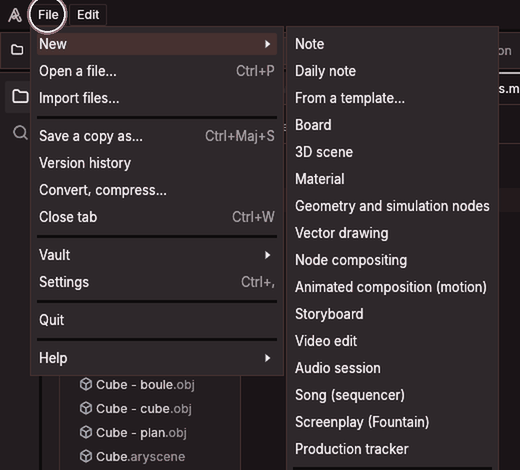 File Edit
New
Open a file... Ctrl+P
Import files...
Save a copy as... Ctrl+Maj+S
Version history
Convert, compress...
Close tab Ctrl+W
Vault
Settings Ctrl+,
Quit
Help
Note
Daily note
From a template...
Board
3D scene
Material
Geometry and simulation nodes
Vector drawing
Node compositing
Animated composition (motion)
Storyboard
Video edit
Audio session
Song (sequencer)
Screenplay (Fountain)
Production tracker
on
s.m
Cube - boule.obj
Cube - cube.obj
Cube - plan.obj
Cube.aryscene